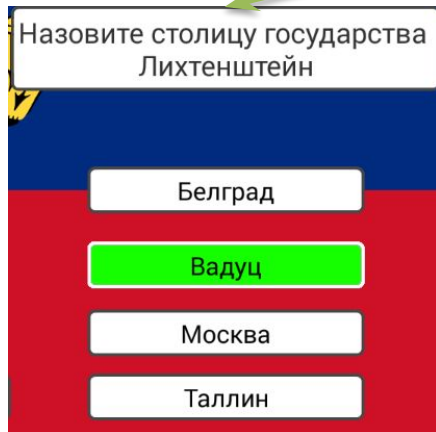 Назовите столицу государства
Лихтенштейн
Белград
Вадуц
Москва
Таллин